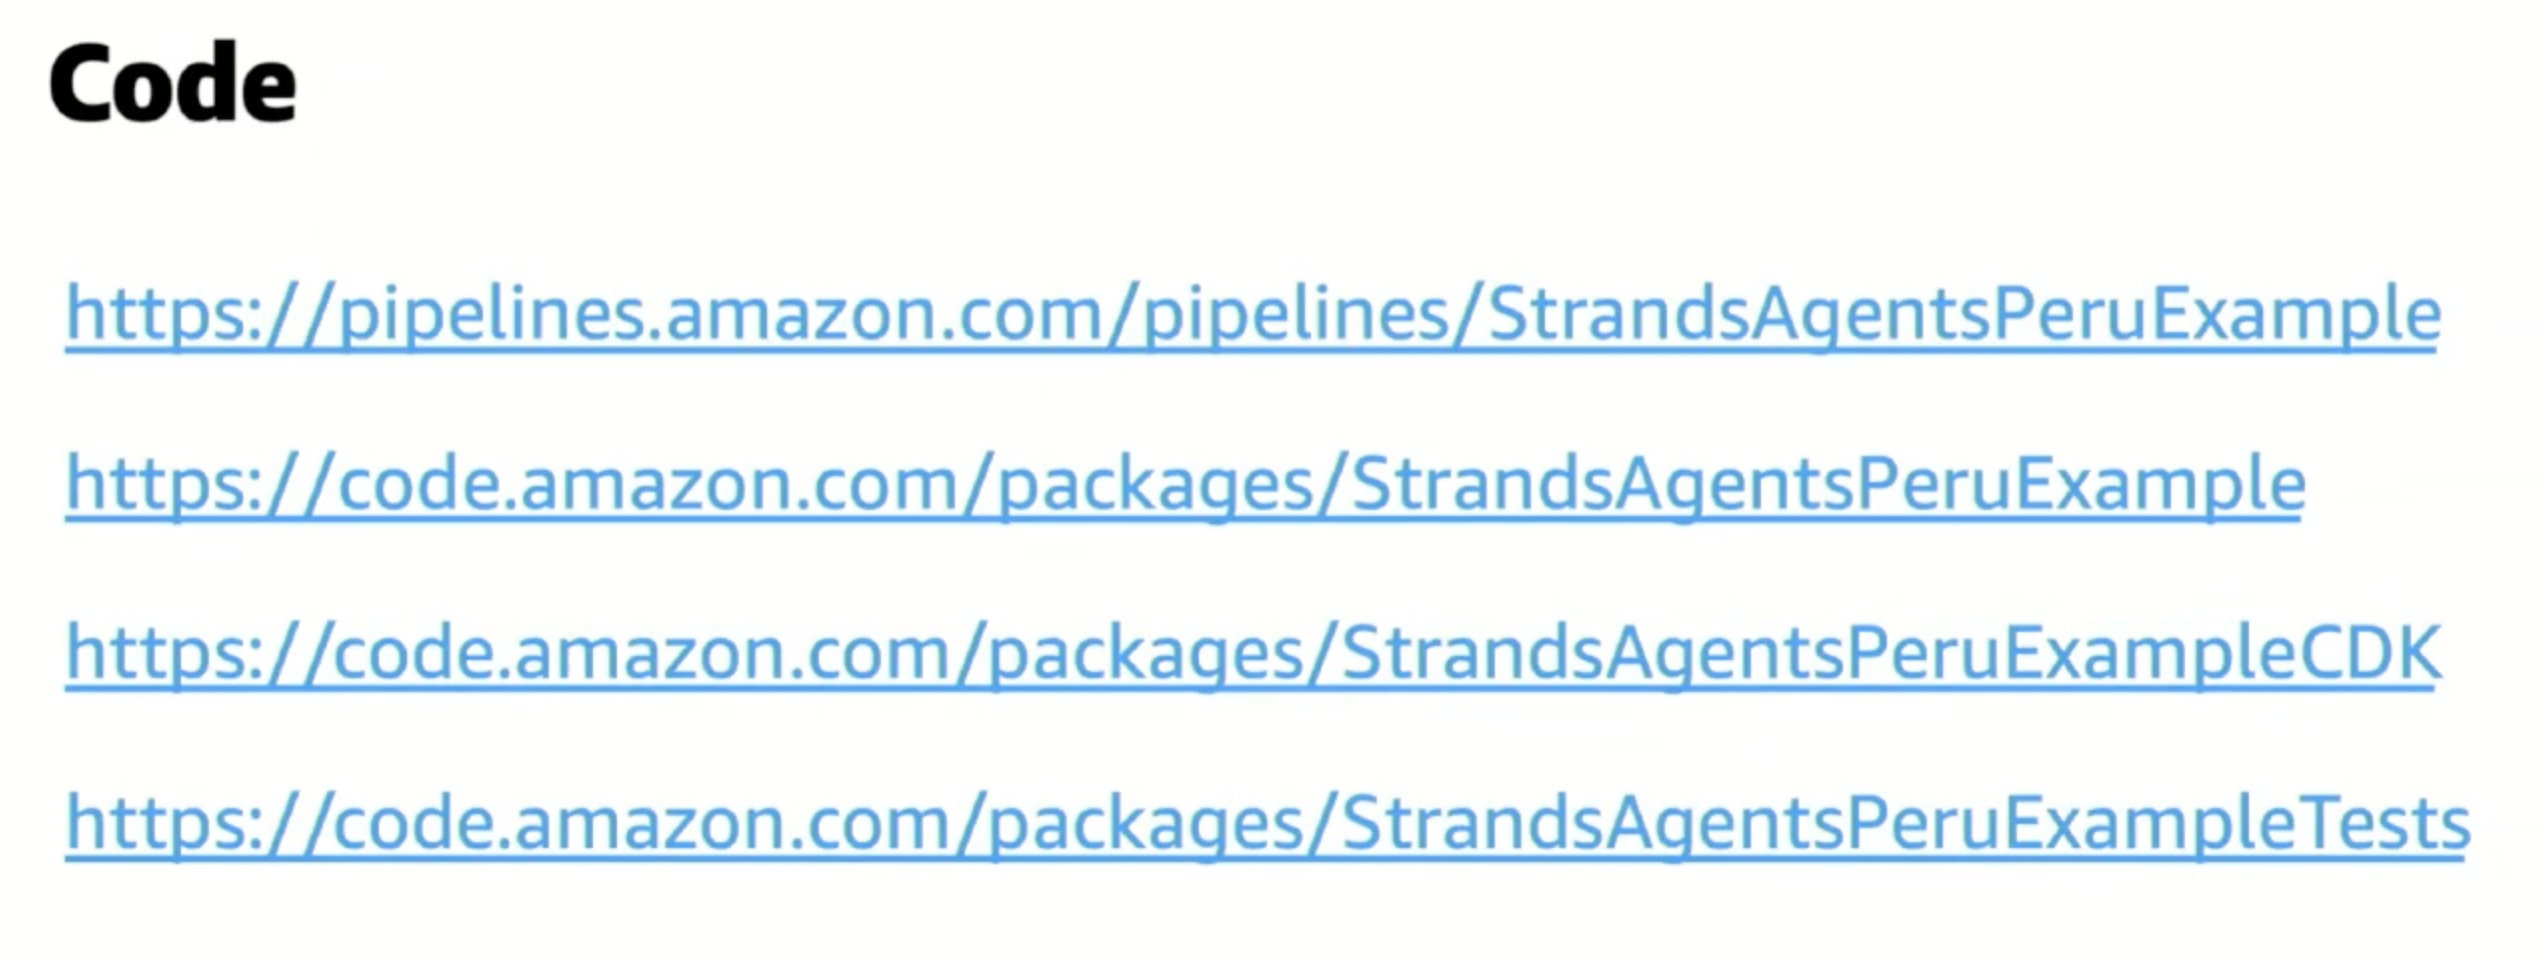 Code
https://pipelines.amazon.com/pipelines/StrandsAgentsPeruExample
https://code.amazon.com/packages/StrandsAgentsPeruExample
https://code.amazon.com/packages/StrandsAgentsPeruExampleCDK
https://code.amazon.com/packages/StrandsAgentsPeruExampleTests